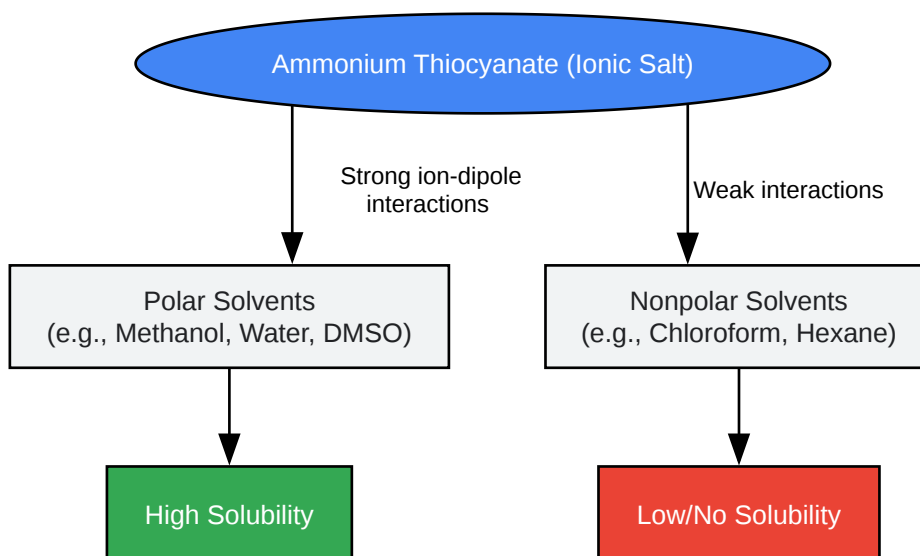 Ammonium Thiocyanate (Ionic Salt)
Strong ion-dipole
interactions
Weak interactions
Polar Solvents
(e.g., Methanol, Water, DMSO)
Nonpolar Solvents
(e.g., Chloroform, Hexane)
High Solubility
Low/No Solubility